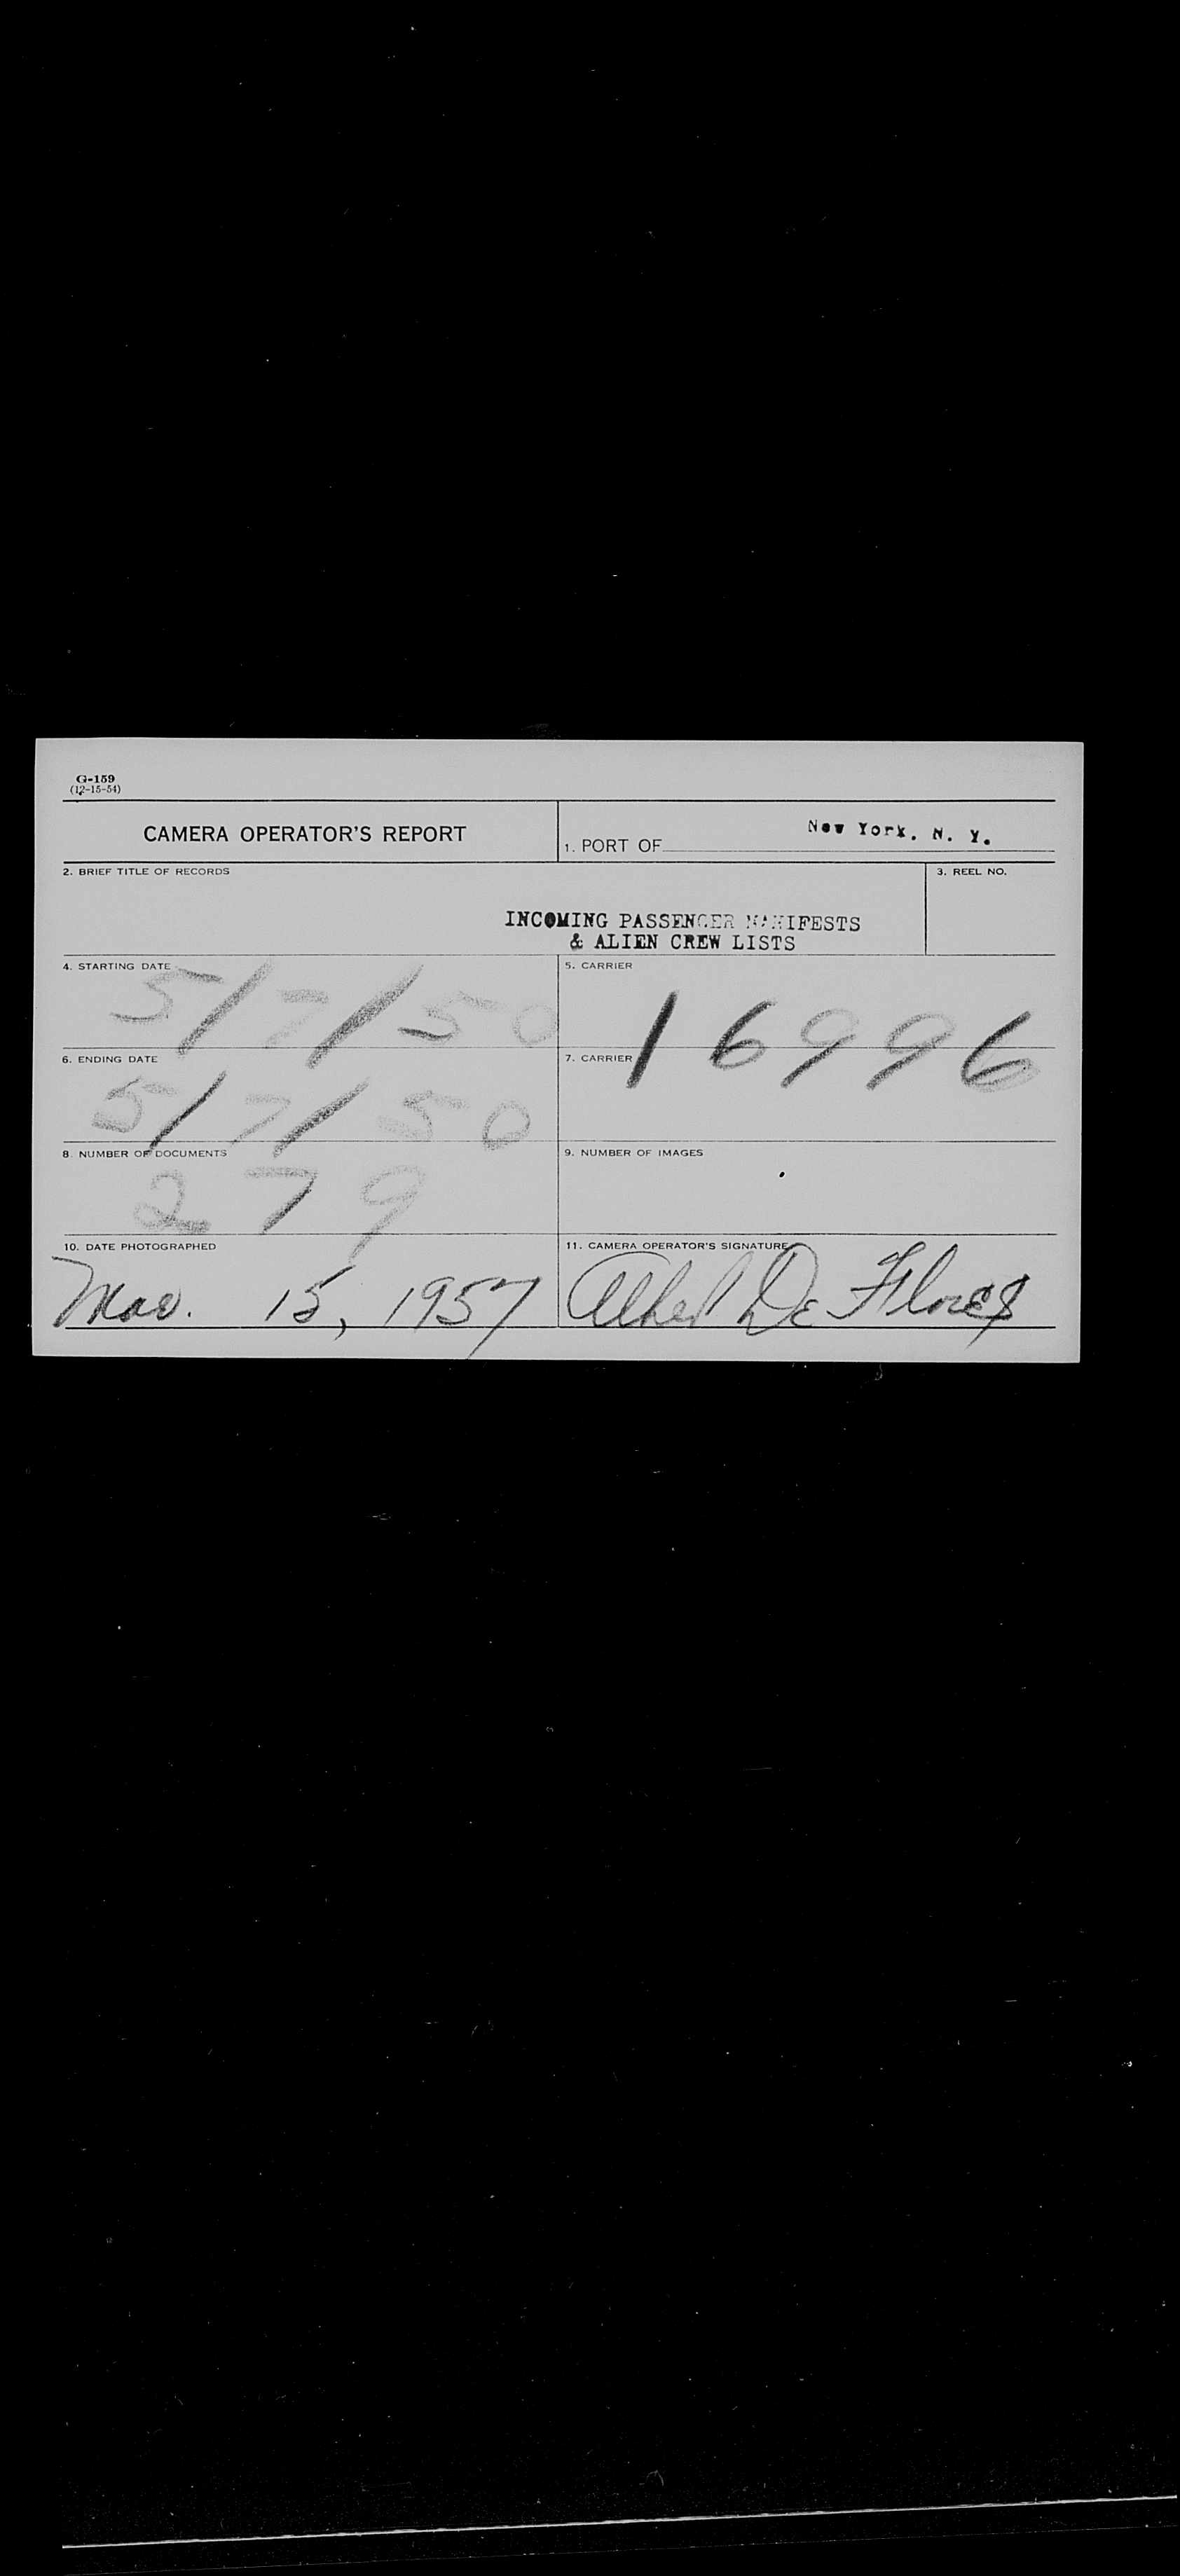 G-159
(12-15-54)
CAMERA OPERATOR'S REPORT
1. PORT OF New York, N. Y.
2. BRIEF TITLE OF RECORDS
3. REEL NO.
INCOMING PASSENGER MANIFESTS
& ALIEN CREW LISTS
4. STARTING DATE
5/7/50
5. CARRIER
16996
6. ENDING DATE
5/7/50
7. CARRIER
8. NUMBER OF DOCUMENTS
279
9. NUMBER OF IMAGES
10. DATE PHOTOGRAPHED
Mar. 15, 1957
11. CAMERA OPERATOR'S SIGNATURE
De Flores